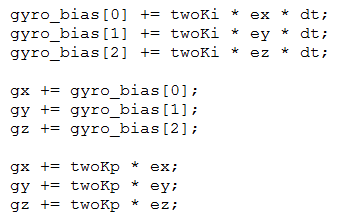 gyro_bias[0] += twoKi * ex * dt;
gyro_bias[1] += twoKi * ey * dt;
gyro_bias[2] += twoKi * ez * dt;
gx += gyro_bias[0];
gy += gyro_bias[1];
gz += gyro_bias[2];
gx += twoKp * ex;
gy += twoKp * ey;
gz += twoKp * ez;